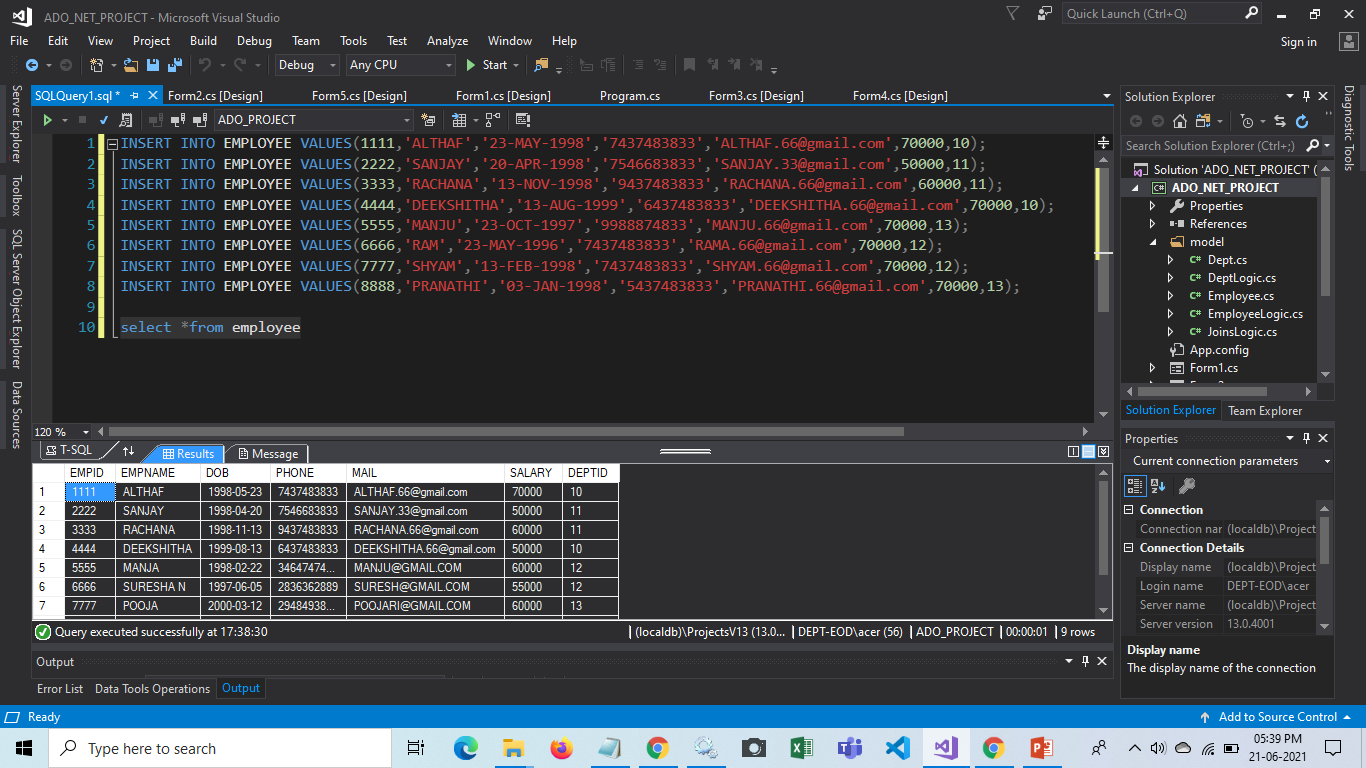 ADO_NET_PROJECT - Microsoft Visual Studio
Quick Launch (Ctrl+Q)
File Edit View Project Build Debug Team Tools Test Analyze Window Help
Sign in
Debug Any CPU Start
SQLQuery1.sql * Form2.cs [Design] Form5.cs [Design] Form1.cs [Design] Program.cs Form3.cs [Design] Form4.cs [Design]
ADO_PROJECT
1 INSERT INTO EMPLOYEE VALUES(1111,'ALTHAF','23-MAY-1998','7437483833','ALTHAF.66@gmail.com',70000,10);
2 INSERT INTO EMPLOYEE VALUES(2222,'SANJAY','20-APR-1998','7546683833','SANJAY.33@gmail.com',50000,11);
3 INSERT INTO EMPLOYEE VALUES(3333,'RACHANA','13-NOV-1998','9437483833','RACHANA.66@gmail.com',60000,11);
4 INSERT INTO EMPLOYEE VALUES(4444,'DEEKSHITHA','13-AUG-1999','6437483833','DEEKSHITHA.66@gmail.com',70000,10);
5 INSERT INTO EMPLOYEE VALUES(5555,'MANJU','23-OCT-1997','9988874833','MANJU.66@gmail.com',70000,13);
6 INSERT INTO EMPLOYEE VALUES(6666,'RAM','23-MAY-1996','7437483833','RAMA.66@gmail.com',70000,12);
7 INSERT INTO EMPLOYEE VALUES(7777,'SHYAM','13-FEB-1998','7437483833','SHYAM.66@gmail.com',70000,12);
8 INSERT INTO EMPLOYEE VALUES(8888,'PRANATHI','03-JAN-1998','5437483833','PRANATHI.66@gmail.com',70000,13);
9
10 select *from employee
120 %
T-SQL Results Message
EMPID EMPNAME DOB PHONE MAIL SALARY DEPTID
1 1111 ALTHAF 1998-05-23 7437483833 ALTHAF.66@gmail.com 70000 10
2 2222 SANJAY 1998-04-20 7546683833 SANJAY.33@gmail.com 50000 11
3 3333 RACHANA 1998-11-13 9437483833 RACHANA.66@gmail.com 60000 11
4 4444 DEEKSHITHA 1999-08-13 6437483833 DEEKSHITHA.66@gmail.com 50000 10
5 5555 MANJA 1998-02-22 34647474... MANJU@GMAIL.COM 60000 12
6 6666 SURESHA N 1997-06-05 2836362889 SURESH@GMAIL.COM 55000 12
7 7777 POOJA 2000-03-12 29484938... POOJARI@GMAIL.COM 60000 13
Query executed successfully at 17:38:30
(localdb)\ProjectsV13 (13.0... DEPT-EOD\acer (56) ADO_PROJECT 00:00:01 9 rows
Output
Error List Data Tools Operations Output
Server Explorer
Toolbox
SQL Server Object Explorer
Data Sources
Solution Explorer
Search Solution Explorer (Ctrl+;)
Solution 'ADO_NET_PROJECT' (
ADO_NET_PROJECT
Properties
References
model
Dept.cs
DeptLogic.cs
Employee.cs
EmployeeLogic.cs
JoinsLogic.cs
App.config
Form1.cs
Solution Explorer Team Explorer
Diagnostic Tools
Properties
Current connection parameters
Connection
Connection nar (localdb)\Project
Connection Details
Display name (localdb)\Project
Login name DEPT-EOD\acer
Server name (localdb)\Project
Server version 13.0.4001
Display name
The display name of the connection
Ready
Add to Source Control
Type here to search
05:39 PM
21-06-2021